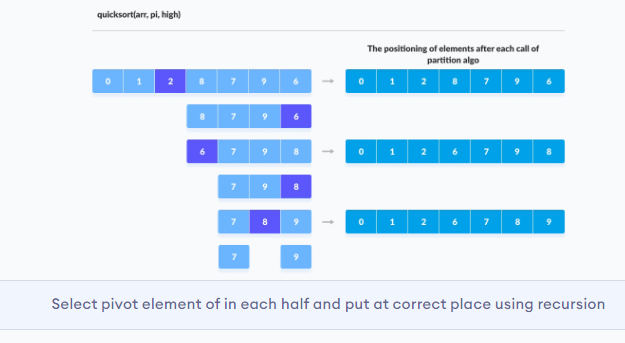 quicksort(arr, pi, high)
The positioning of elements after each call of
partition algo
0 1 2 8 7 9 6 → 0 1 2 8 7 9 6
8 7 9 6
6 7 9 8 → 0 1 2 6 7 9 8
7 9 8
7 8 9 → 0 1 2 6 7 8 9
7 9
Select pivot element of in each half and put at correct place using recursion